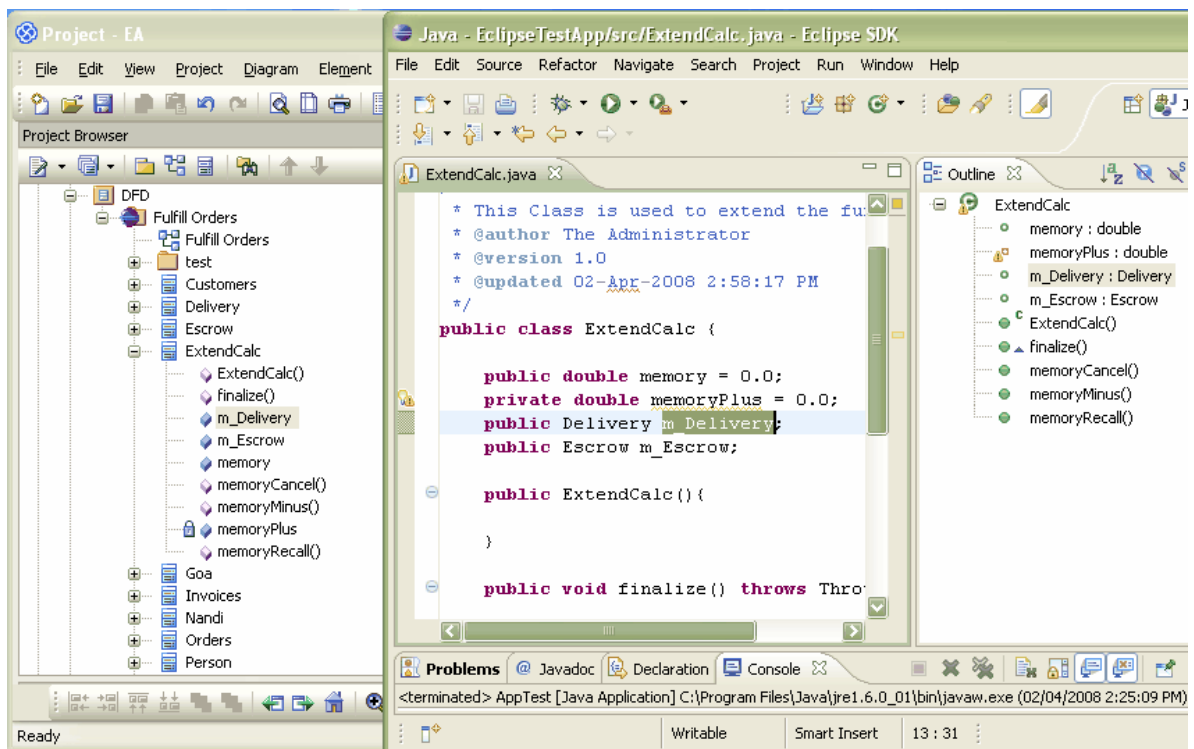 Project - EA
File Edit View Project Diagram Element
Project Browser
DFD
Fulfill Orders
Fulfill Orders
test
Customers
Delivery
Escrow
ExtendCalc
ExtendCalc()
finalize()
m_Delivery
m_Escrow
memory
memoryCancel()
memoryMinus()
memoryPlus
memoryRecall()
Goa
Invoices
Nandi
Orders
Person
Ready
Java - EclipseTestApp/src/ExtendCalc.java - Eclipse SDK
File Edit Source Refactor Navigate Search Project Run Window Help
J
ExtendCalc.java
* This Class is used to extend the fu
* @author The Administrator
* @version 1.0
* @updated 02-Apr-2008 2:58:17 PM
*/
public class ExtendCalc {
public double memory = 0.0;
private double memoryPlus = 0.0;
public Delivery m_Delivery;
public Escrow m_Escrow;
public ExtendCalc(){
}
public void finalize() throws Thro
Outline
ExtendCalc
memory : double
memoryPlus : double
m_Delivery : Delivery
m_Escrow : Escrow
ExtendCalc()
finalize()
memoryCancel()
memoryMinus()
memoryRecall()
Problems @ Javadoc Declaration Console
<terminated> AppTest [Java Application] C:\Program Files\Java\jre1.6.0_01\bin\javaw.exe (02/04/2008 2:25:09 PM)
Writable Smart Insert 13 : 31